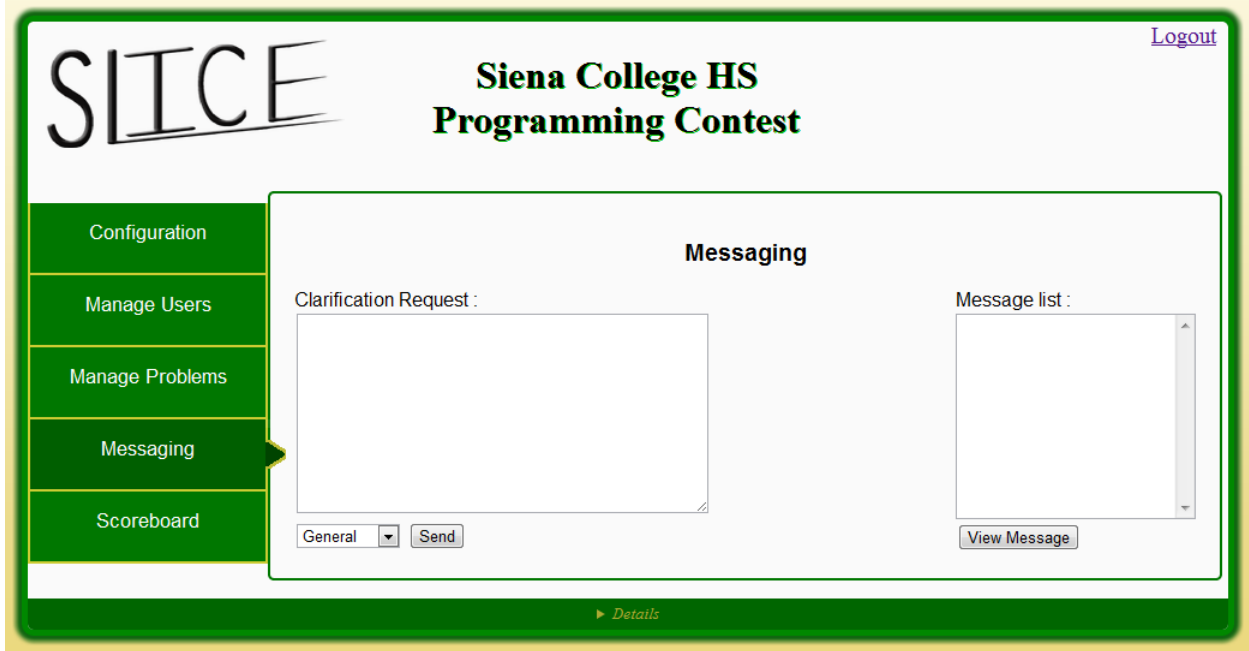 Logout
SLICE
Siena College HS
Programming Contest
Configuration
Manage Users
Manage Problems
Messaging
Scoreboard
Messaging
Clarification Request :
Message list :
General
Send
View Message
Details